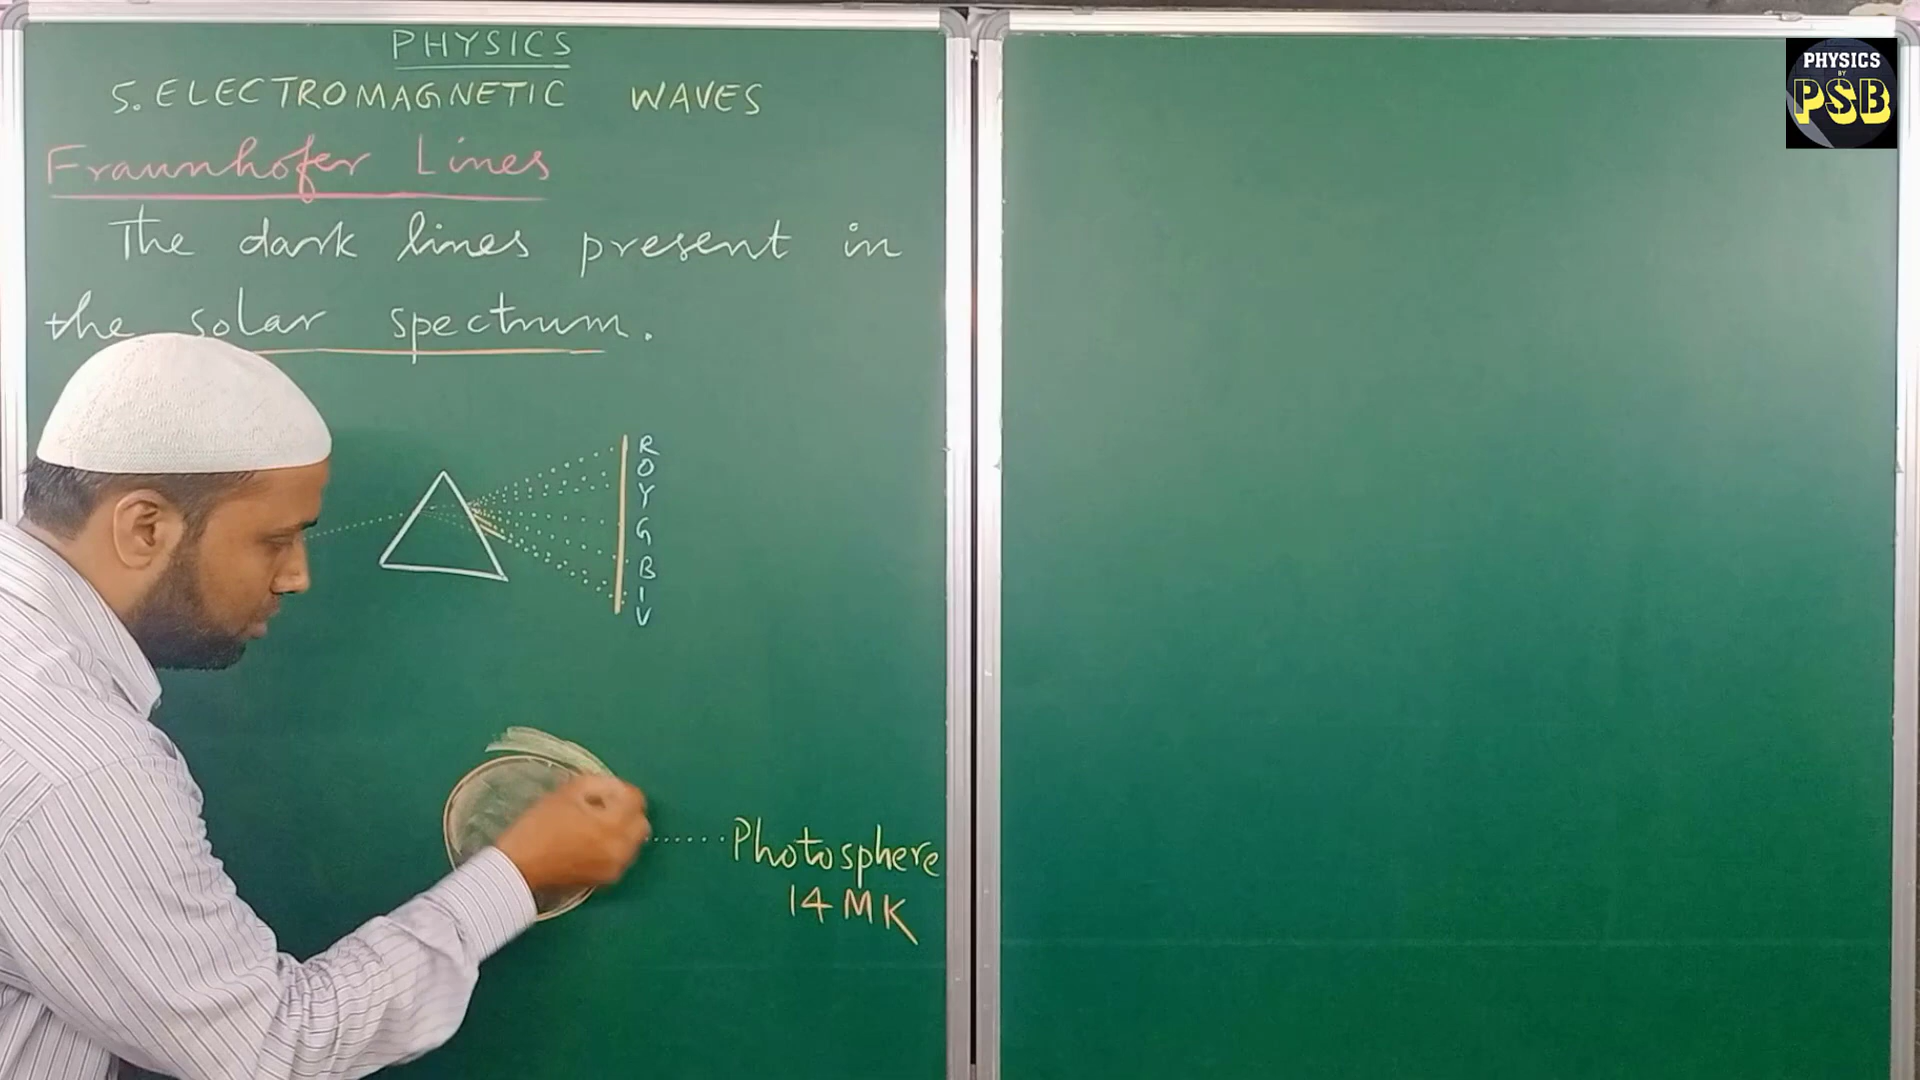 PHYSICS
5. ELECTROMAGNETIC WAVES
Fraunhofer Lines
The dark lines present in
the solar spectrum.
R
O
Y
G
B
I
V
Photosphere
14 MK
PHYSICS
BY
PSB